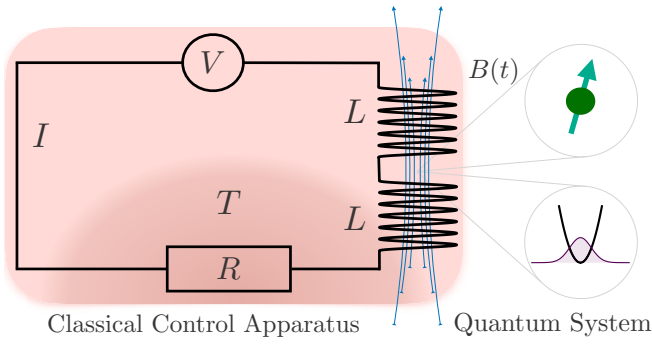 V
B(t)
L
I
T
L
R
Classical Control Apparatus
Quantum System